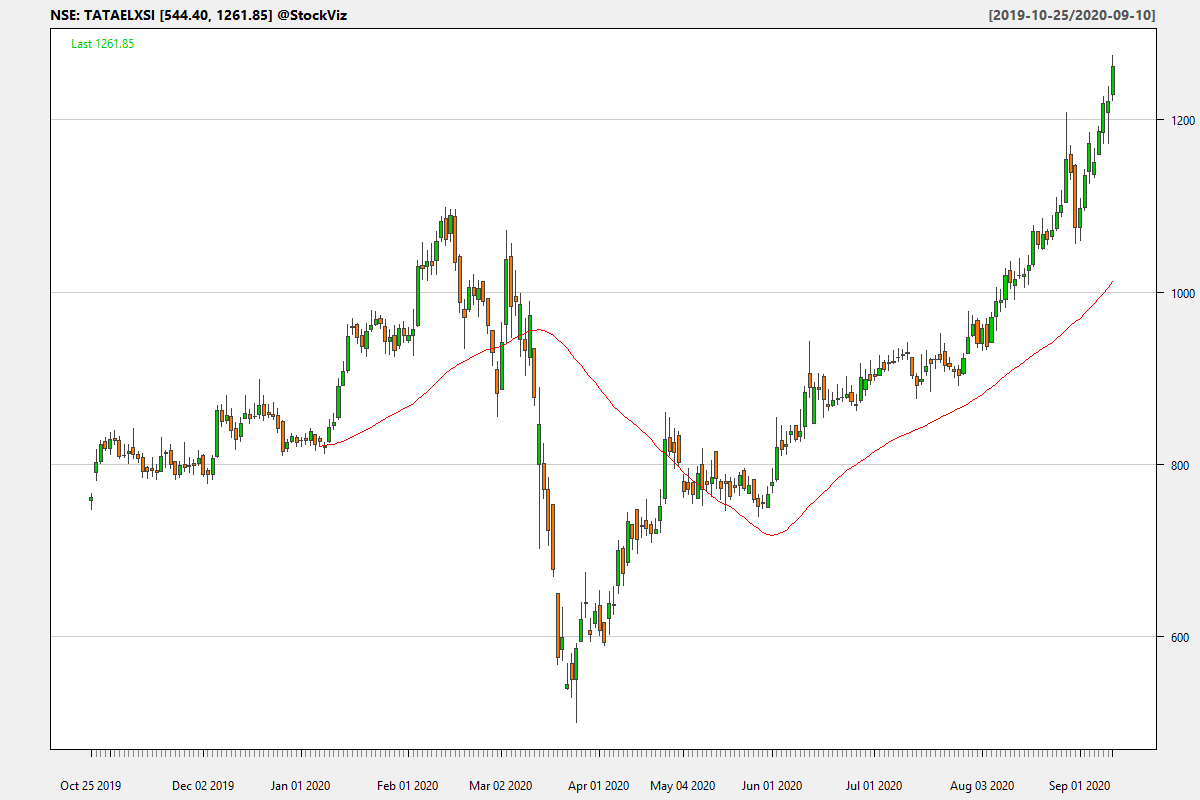 NSE: TATAELXSI [544.40, 1261.85] @StockViz [2019-10-25/2020-09-10]
Last 1261.85
1200
1000
800
600
Oct 25 2019 Dec 02 2019 Jan 01 2020 Feb 01 2020 Mar 02 2020 Apr 01 2020 May 04 2020 Jun 01 2020 Jul 01 2020 Aug 03 2020 Sep 01 2020